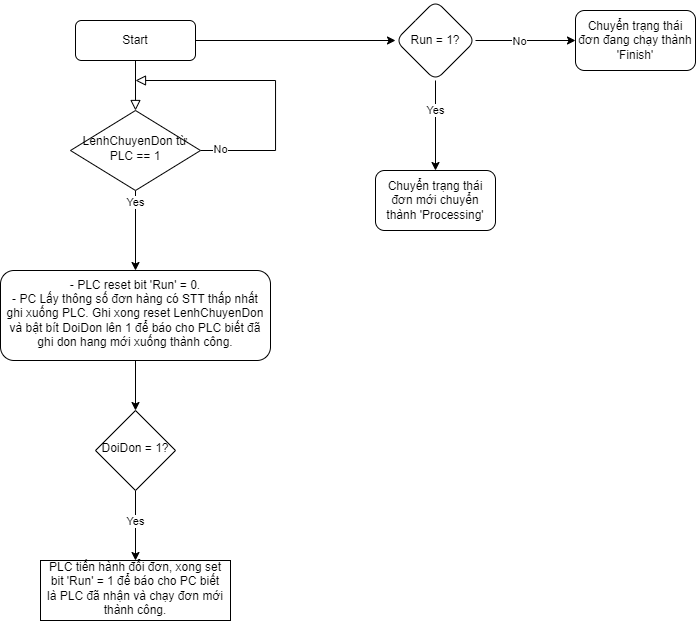 Start
Run = 1?
No
Chuyển trạng thái
đơn đang chạy thành
'Finish'
Yes
Chuyển trạng thái
đơn mới chuyển
thành 'Processing'
LenhChuyenDon từ
PLC == 1
No
Yes
- PLC reset bit 'Run' = 0.
- PC Lấy thông số đơn hàng có STT thấp nhất
ghi xuống PLC. Ghi xong reset LenhChuyenDon
và bật bít DoiDon lên 1 để báo cho PLC biết đã
ghi don hang mới xuống thành công.
DoiDon = 1?
Yes
PLC tiến hành đổi đơn, xong set
bit 'Run' = 1 để báo cho PC biết
là PLC đã nhận và chạy đơn mới
thành công.